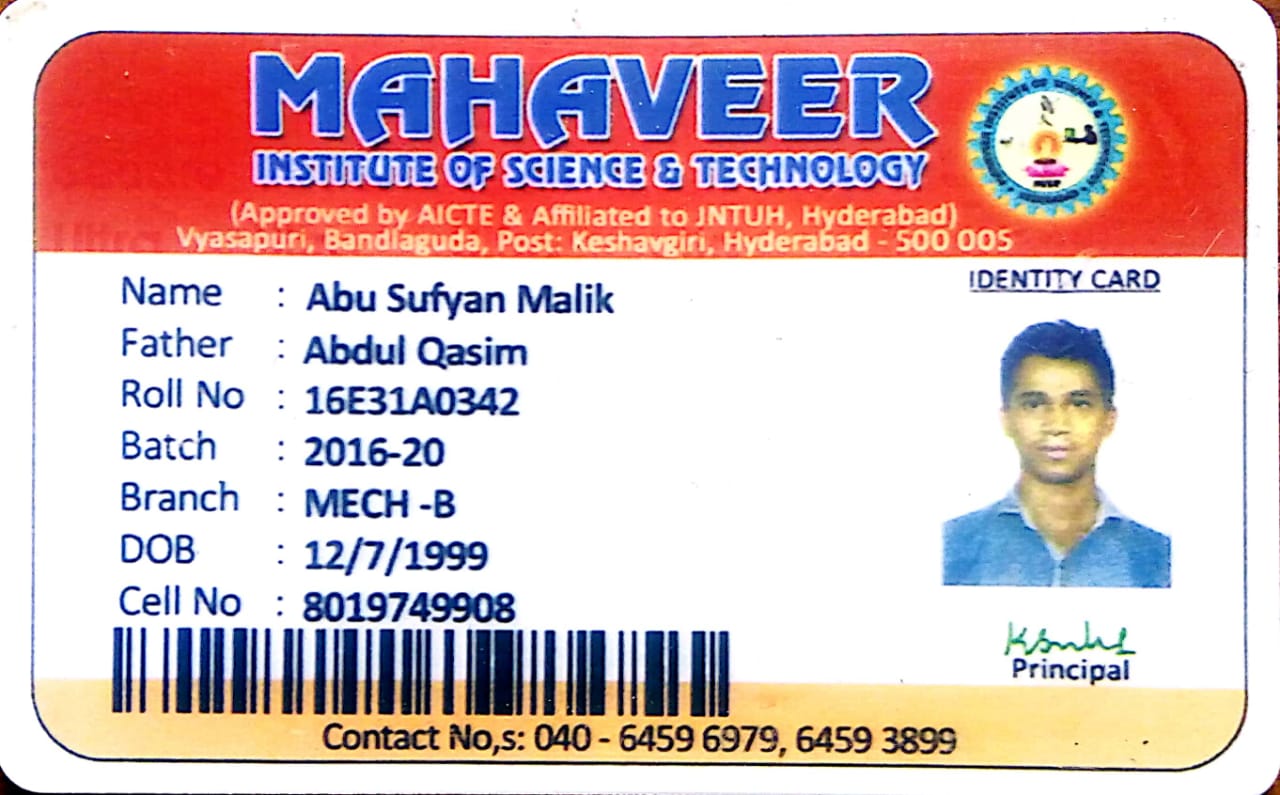 MAHAVEER
INSTITUTE OF SCIENCE & TECHNOLOGY
(Approved by AICTE & Affiliated to JNTUH, Hyderabad)
Vyasapuri, Bandlaguda, Post: Keshavgiri, Hyderabad - 500 005
IDENTITY CARD
Name : Abu Sufyan Malik
Father : Abdul Qasim
Roll No : 16E31A0342
Batch : 2016-20
Branch : MECH -B
DOB : 12/7/1999
Cell No : 8019749908
Principal
Contact No,s: 040 - 6459 6979, 6459 3899